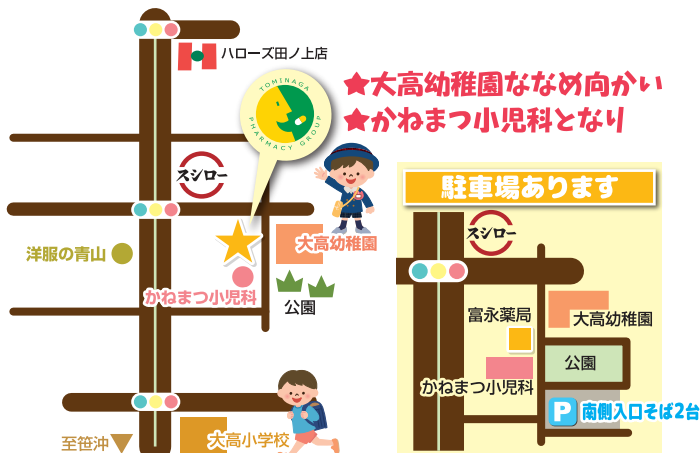 ハローズ田ノ上店
TOMINAGA
PHARMACY GROUP
★大高幼稚園ななめ向かい
★かねまつ小児科となり
スシロー
大高幼稚園
洋服の青山
かねまつ小児科
公園
至笹沖
大高小学校
駐車場あります
スシロー
富永薬局
大高幼稚園
公園
かねまつ小児科
P 南側入口そば2台